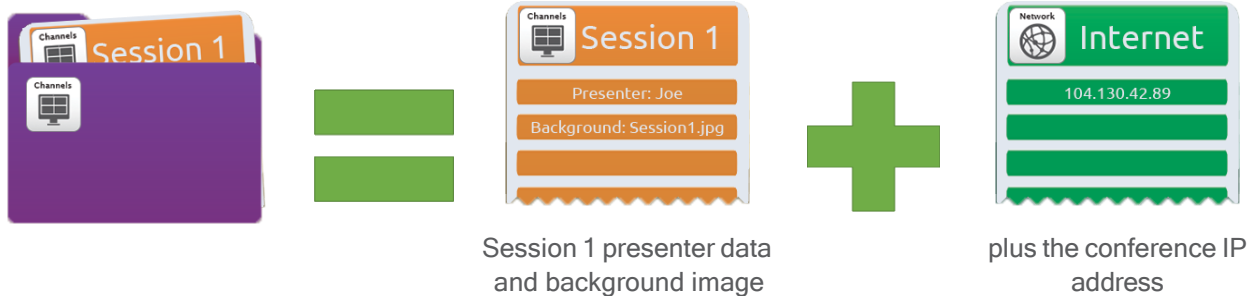 Channels
Session 1
Channels
Channels
Session 1
Presenter: Joe
Background: Session1.jpg
Session 1 presenter data
and background image
Network
Internet
104.130.42.89
plus the conference IP
address